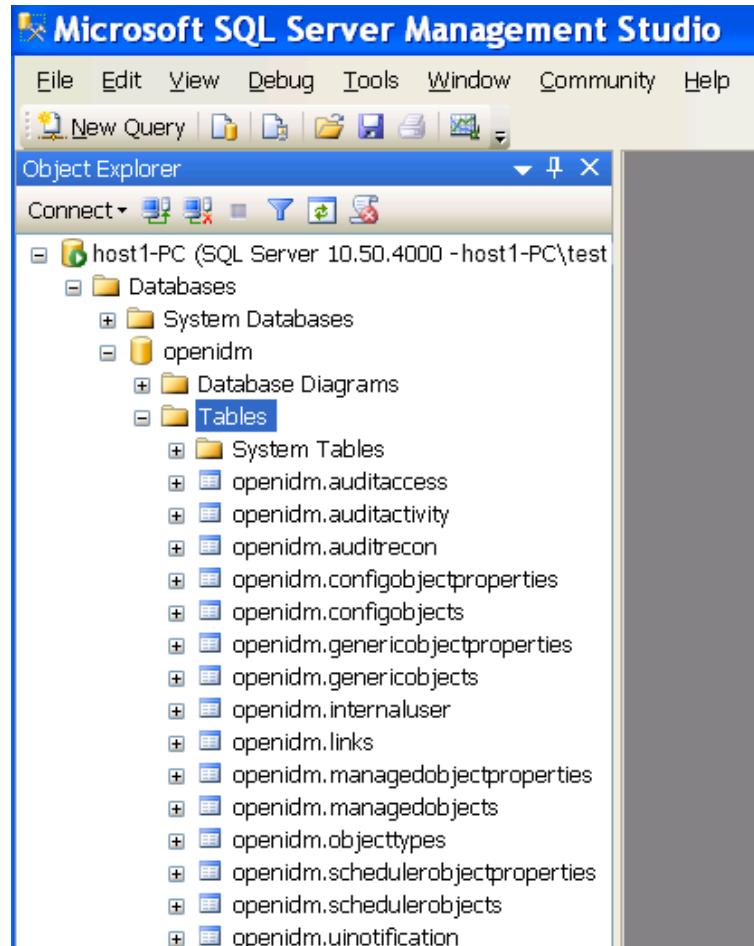 Microsoft SQL Server Management Studio
File Edit View Debug Tools Window Community Help
New Query
Object Explorer
Connect
host1-PC (SQL Server 10.50.4000 -host1-PC\test
Databases
System Databases
openidm
Database Diagrams
Tables
System Tables
openidm.auditaccess
openidm.auditactivity
openidm.auditrecon
openidm.configobjectproperties
openidm.configobjects
openidm.genericobjectproperties
openidm.genericobjects
openidm.internaluser
openidm.links
openidm.managedobjectproperties
openidm.managedobjects
openidm.objecttypes
openidm.schedulerobjectproperties
openidm.schedulerobjects
openidm.uinotification